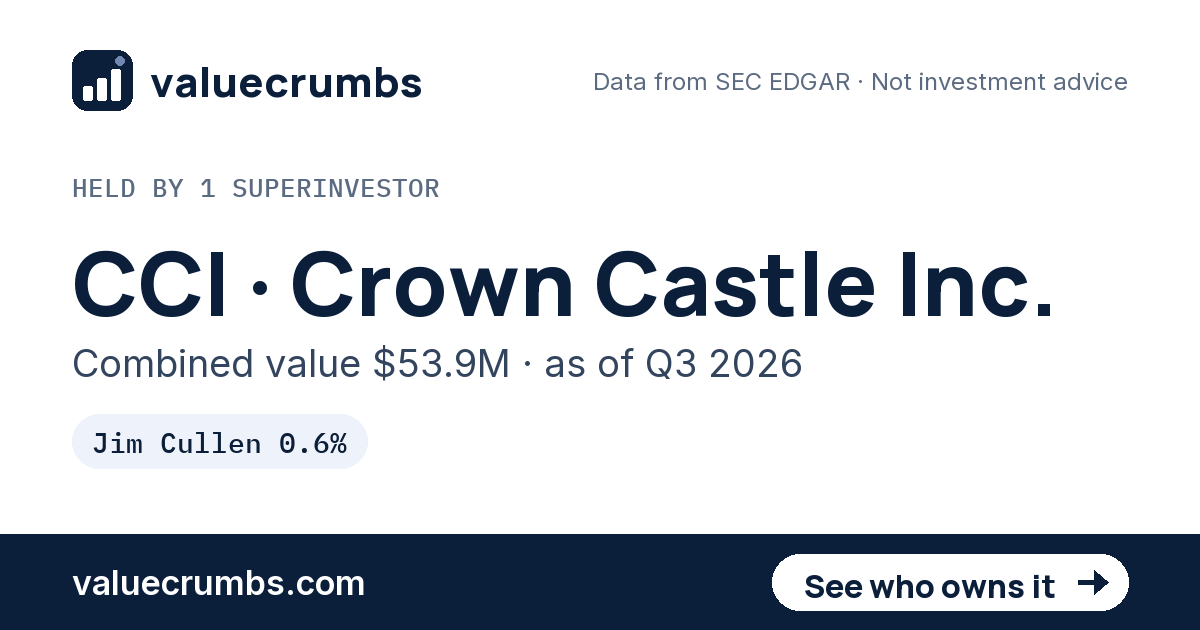 valuecrumbs
Data from SEC EDGAR · Not investment advice
HELD BY 1 SUPERINVESTOR
CCI · Crown Castle Inc.
Combined value $53.9M · as of Q3 2026
Jim Cullen 0.6%
valuecrumbs.com
See who owns it →